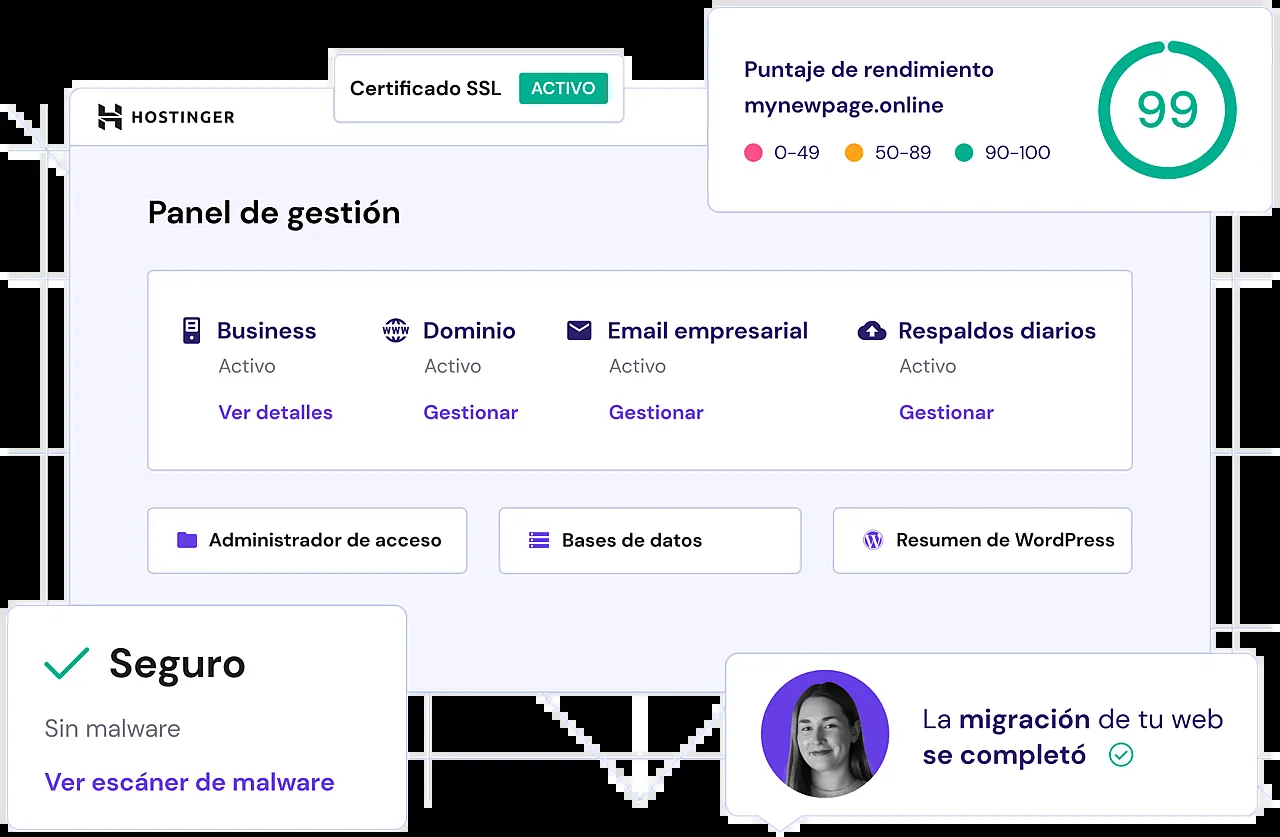 Certificado SSL ACTIVO
HOSTINGER
Puntaje de rendimiento
mynewpage.online
0-49 50-89 90-100
99
Panel de gestión
Business
Activo
Ver detalles
Dominio
Activo
Gestionar
Email empresarial
Activo
Gestionar
Respaldos diarios
Activo
Gestionar
Administrador de acceso
Bases de datos
Resumen de WordPress
Seguro
Sin malware
Ver escáner de malware
La migración de tu web
se completó